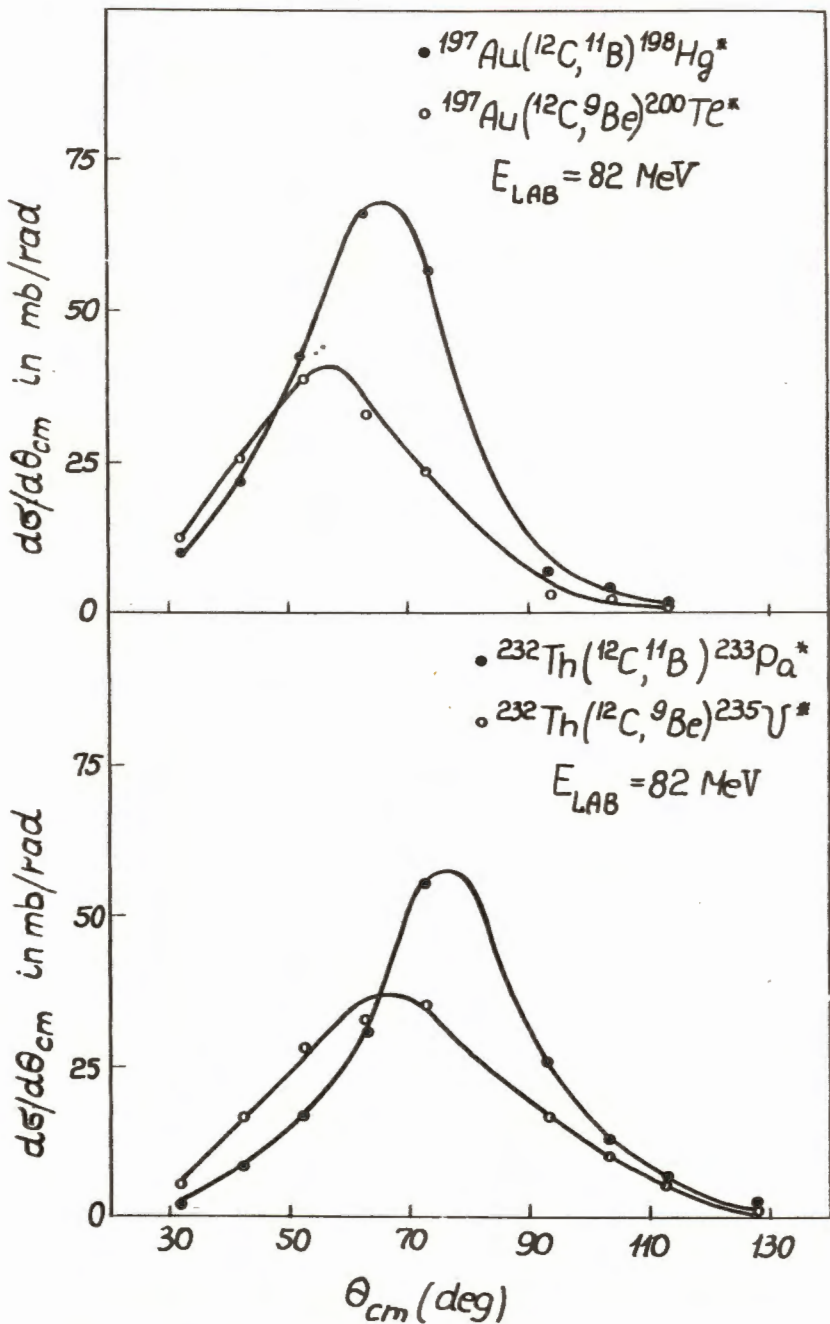 • ¹⁹⁷Au(¹²C,¹¹B)¹⁹⁸Hg*
○ ¹⁹⁷Au(¹²C,⁹Be)²⁰⁰Tl*
E_LAB = 82 MeV
dσ/dθ_cm in mb/rad
75
50
25
0
• ²³²Th(¹²C,¹¹B)²³³Pa*
○ ²³²Th(¹²C,⁹Be)²³⁵U*
E_LAB = 82 MeV
dσ/dθ_cm in mb/rad
75
50
25
0
30 50 70 90 110 130
θ_cm (deg)